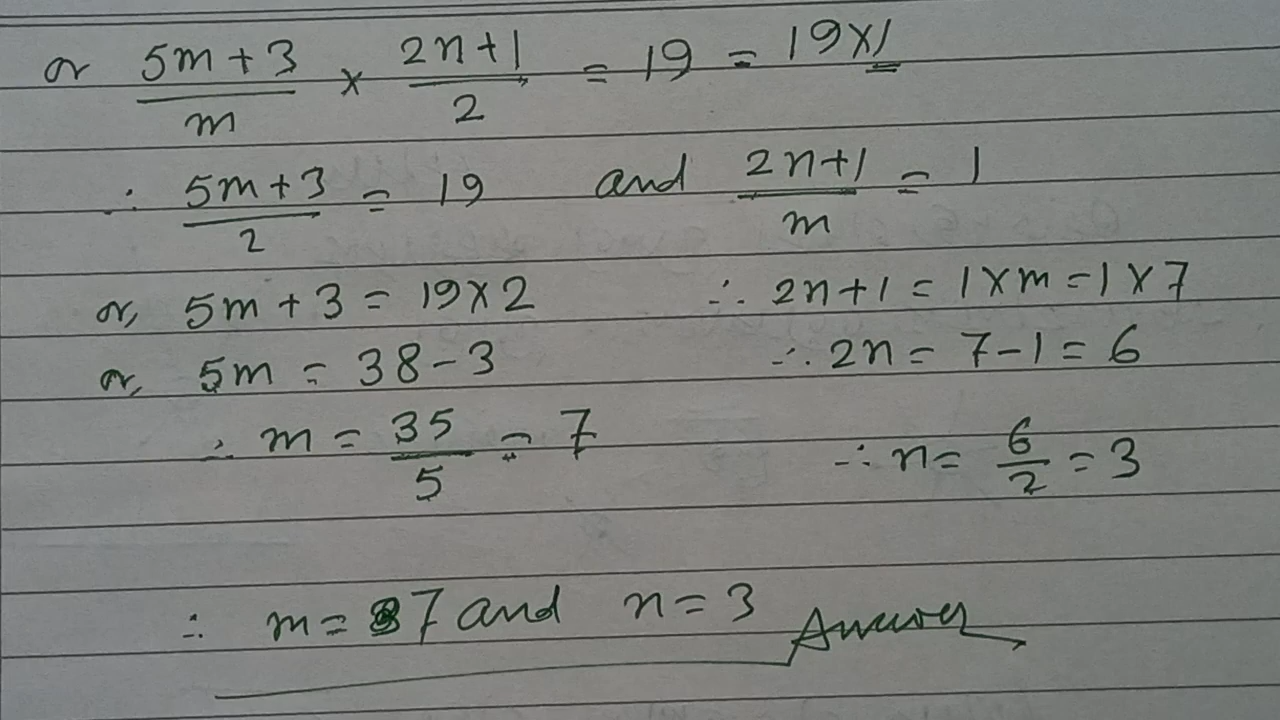 or (5m+3)/m × (2n+1)/2 = 19 = 19×1
∴ (5m+3)/2 = 19 and (2n+1)/m = 1
or, 5m+3 = 19×2 ∴ 2n+1 = 1×m = 1×7
or, 5m = 38-3 ∴ 2n = 7-1 = 6
∴ m = 35/5 = 7 ∴ n = 6/2 = 3
∴ m = 7 and n = 3 Answer